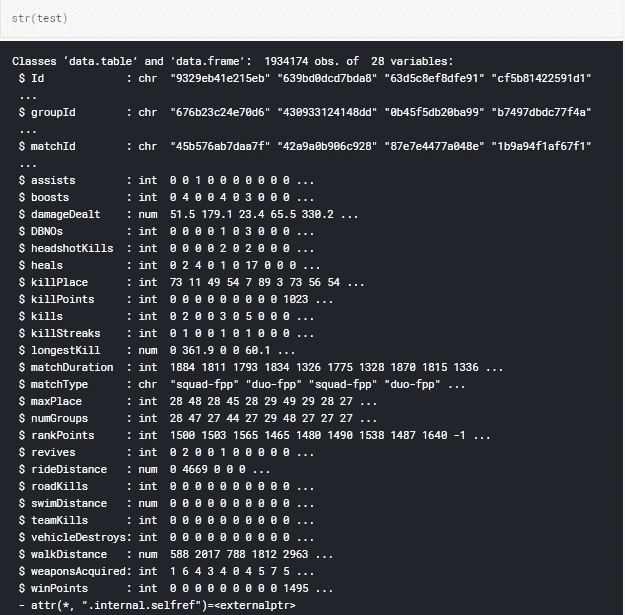 str(test)
Classes 'data.table' and 'data.frame':  1934174 obs. of  28 variables:
 $ Id             : chr  "9329eb41e215eb" "639bd0dcd7bda8" "63d5c8ef8dfe91" "cf5b81422591d1"
 ...
 $ groupId        : chr  "676b23c24e70d6" "430933124148dd" "0b45f5db20ba99" "b7497dbdc77f4a"
 ...
 $ matchId        : chr  "45b576ab7daa7f" "42a9a0b906c928" "87e7e4477a048e" "1b9a94f1af67f1"
 ...
 $ assists        : int  0 0 1 0 0 0 0 0 0 0 ...
 $ boosts         : int  0 4 0 0 4 0 3 0 0 0 ...
 $ damageDealt    : num  51.5 179.1 23.4 65.5 330.2 ...
 $ DBNOs          : int  0 0 0 0 1 0 3 0 0 0 ...
 $ headshotKills  : int  0 0 0 0 2 0 2 0 0 0 ...
 $ heals          : int  0 2 4 0 1 0 17 0 0 0 ...
 $ killPlace      : int  73 11 49 54 7 89 3 73 56 54 ...
 $ killPoints     : int  0 0 0 0 0 0 0 0 0 1023 ...
 $ kills          : int  0 2 0 0 3 0 5 0 0 0 ...
 $ killStreaks    : int  0 1 0 0 1 0 1 0 0 0 ...
 $ longestKill    : num  0 361.9 0 0 60.1 ...
 $ matchDuration  : int  1884 1811 1793 1834 1326 1775 1328 1870 1815 1336 ...
 $ matchType      : chr  "squad-fpp" "duo-fpp" "squad-fpp" "duo-fpp" ...
 $ maxPlace       : int  28 48 28 45 28 29 49 29 28 27 ...
 $ numGroups      : int  28 47 27 44 27 29 48 27 27 27 ...
 $ rankPoints     : int  1500 1503 1565 1465 1480 1490 1538 1487 1640 -1 ...
 $ revives        : int  0 2 0 0 1 0 0 0 0 0 ...
 $ rideDistance   : num  0 4669 0 0 0 ...
 $ roadKills      : int  0 0 0 0 0 0 0 0 0 0 ...
 $ swimDistance   : num  0 0 0 0 0 0 0 0 0 0 ...
 $ teamKills      : int  0 0 0 0 0 0 0 0 0 0 ...
 $ vehicleDestroys: int  0 0 0 0 0 0 0 0 0 0 ...
 $ walkDistance   : num  588 2017 788 1812 2963 ...
 $ weaponsAcquired: int  1 6 4 3 4 0 4 5 7 5 ...
 $ winPoints      : int  0 0 0 0 0 0 0 0 0 1495 ...
 - attr(*, ".internal.selfref")=<externalptr>